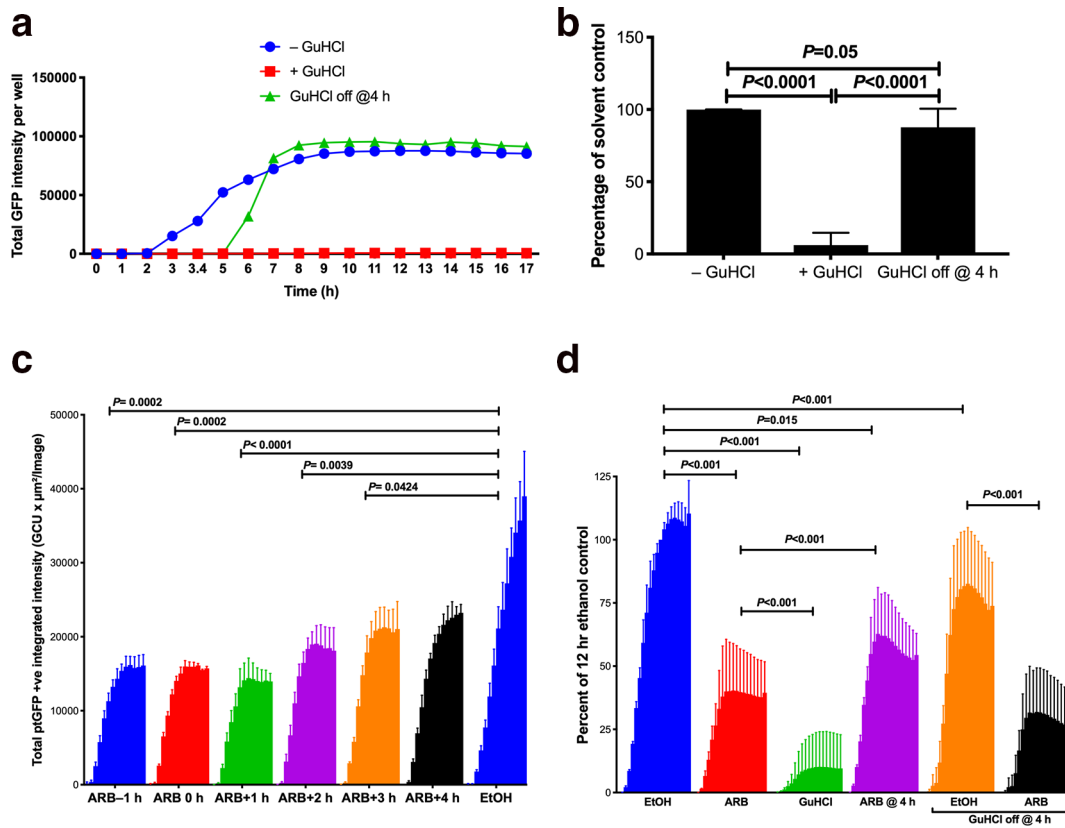 a
– GuHCl
+ GuHCl
GuHCl off @4 h
Total GFP intensity per well
150000
100000
50000
0
0 1 2 3 3.4 5 6 7 8 9 10 11 12 13 14 15 16 17
Time (h)
b
Percentage of solvent control
150
100
50
0
P=0.05
P<0.0001 P<0.0001
– GuHCl + GuHCl GuHCl off @ 4 h
c
Total ptGFP +ve integrated intensity (GCU x µm²/Image)
50000
40000
30000
20000
10000
0
P= 0.0002
P= 0.0002
P< 0.0001
P= 0.0039
P= 0.0424
ARB–1 h ARB 0 h ARB+1 h ARB+2 h ARB+3 h ARB+4 h EtOH
d
Percent of 12 hr ethanol control
125
100
75
50
25
0
P<0.001
P=0.015
P<0.001
P<0.001
P<0.001
P<0.001
P<0.001
EtOH ARB GuHCl ARB @ 4 h EtOH ARB
GuHCl off @ 4 h